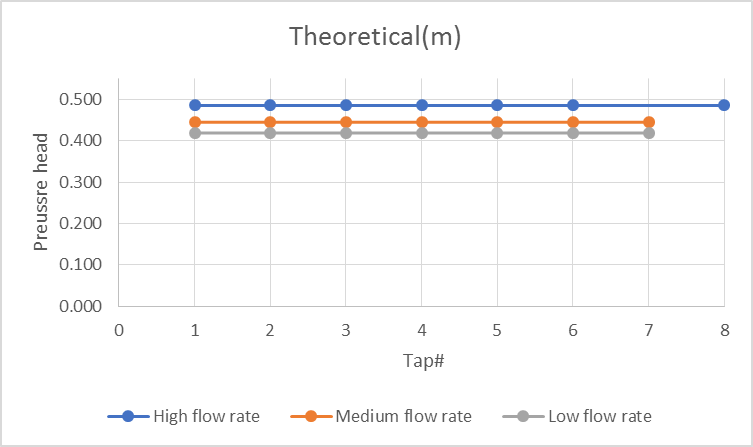 Theoretical(m)
Preussre head
0.500
0.400
0.300
0.200
0.100
0.000
0 1 2 3 4 5 6 7 8
Tap#
High flow rate Medium flow rate Low flow rate